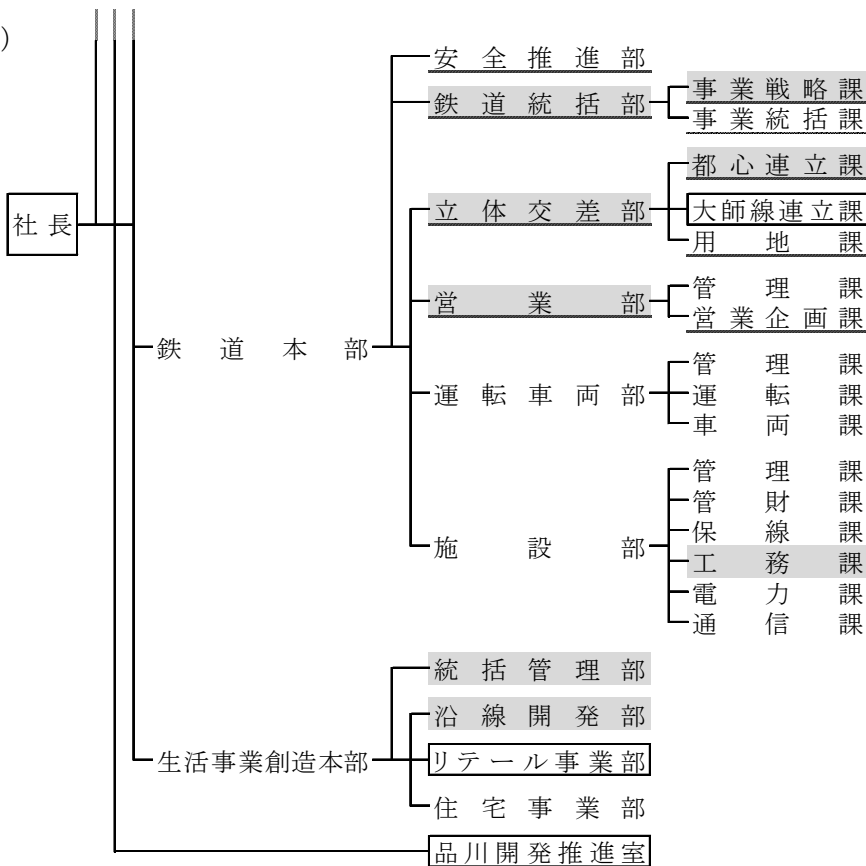 )
安全推進部
鉄道統括部
事業戦略課
事業統括課
都心連立課
社長
立体交差部
大師線連立課
用地課
営業部
管理課
営業企画課
鉄道本部
運転車両部
管理課
運転課
車両課
施設部
管理課
管財課
保線課
工務課
電力課
通信課
統括管理部
沿線開発部
生活事業創造本部
リテール事業部
住宅事業部
品川開発推進室